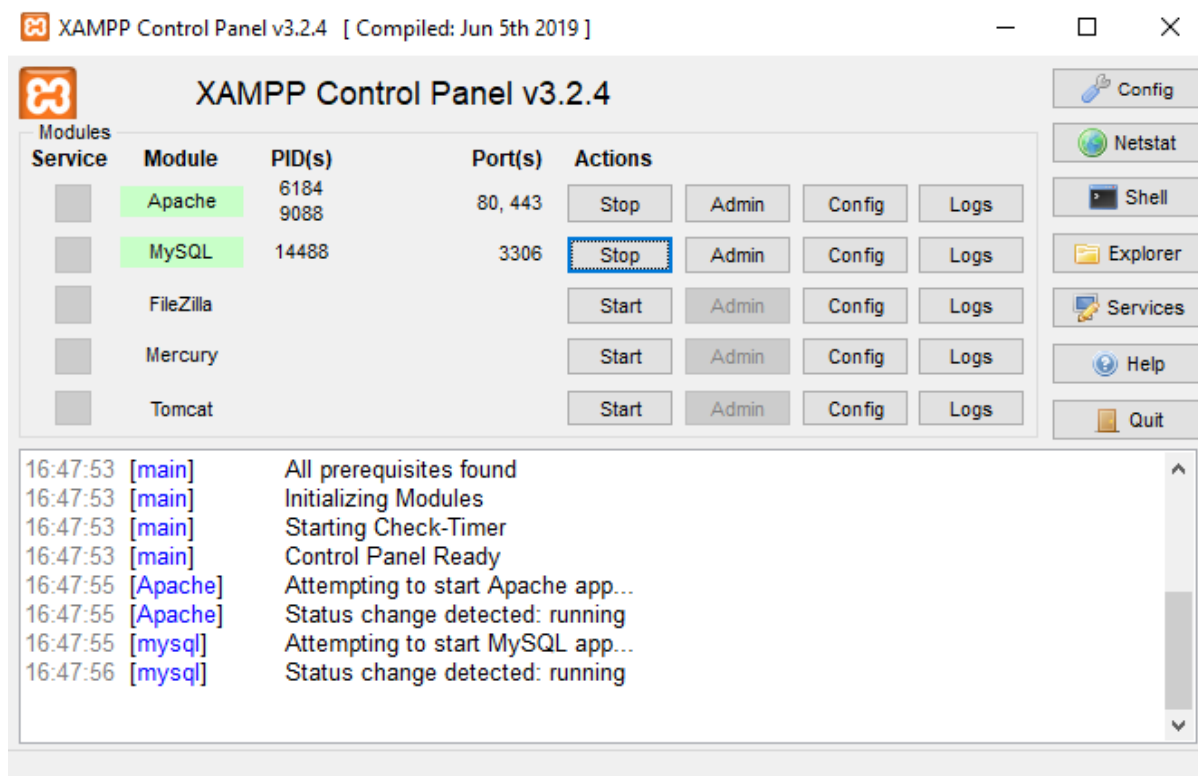 XAMPP Control Panel v3.2.4 [ Compiled: Jun 5th 2019 ]
XAMPP Control Panel v3.2.4
Config
Modules
Netstat
Service Module PID(s) Port(s) Actions
Apache 6184 9088 80, 443 Stop Admin Config Logs
Shell
MySQL 14488 3306 Stop Admin Config Logs
Explorer
FileZilla Start Admin Config Logs
Services
Mercury Start Admin Config Logs
Help
Tomcat Start Admin Config Logs
Quit
16:47:53 [main] All prerequisites found
16:47:53 [main] Initializing Modules
16:47:53 [main] Starting Check-Timer
16:47:53 [main] Control Panel Ready
16:47:55 [Apache] Attempting to start Apache app...
16:47:55 [Apache] Status change detected: running
16:47:55 [mysql] Attempting to start MySQL app...
16:47:56 [mysql] Status change detected: running